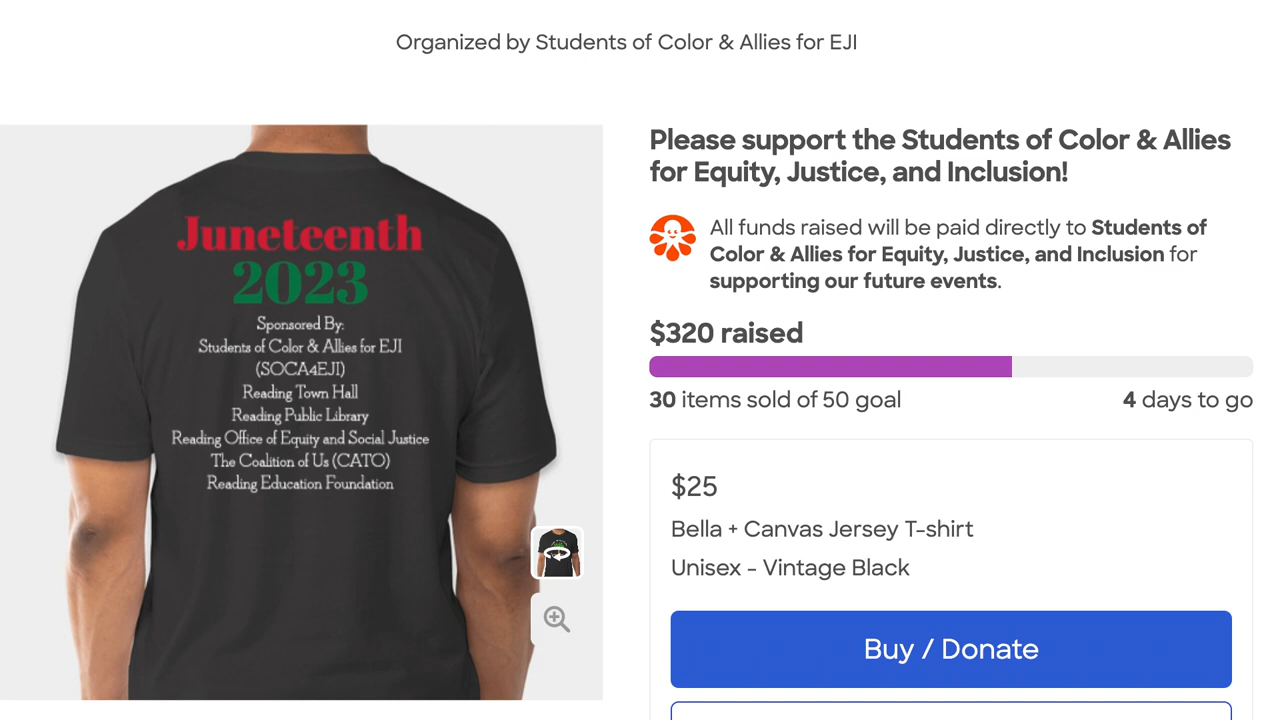 Organized by Students of Color & Allies for EJI
Juneteenth
2023
Sponsored By:
Students of Color & Allies for EJI
(SOCA4EJI)
Reading Town Hall
Reading Public Library
Reading Office of Equity and Social Justice
The Coalition of Us (CATO)
Reading Education Foundation
Please support the Students of Color & Allies
for Equity, Justice, and Inclusion!
All funds raised will be paid directly to Students of
Color & Allies for Equity, Justice, and Inclusion for
supporting our future events.
$320 raised
30 items sold of 50 goal
4 days to go
$25
Bella + Canvas Jersey T-shirt
Unisex - Vintage Black
Buy / Donate